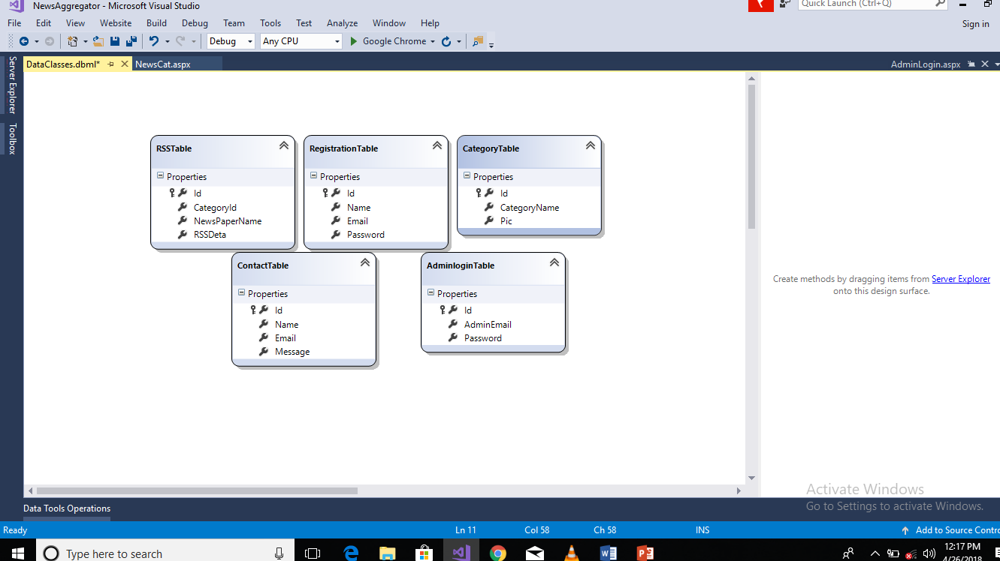 NewsAggregator - Microsoft Visual Studio
Quick Launch (Ctrl+Q)
File Edit View Website Build Debug Team Tools Test Analyze Window Help
Sign in
Debug Any CPU Google Chrome
DataClasses.dbml* NewsCat.aspx AdminLogin.aspx
Server Explorer
Toolbox
RSSTable
Properties
Id
CategoryId
NewsPaperName
RSSDeta
RegistrationTable
Properties
Id
Name
Email
Password
CategoryTable
Properties
Id
CategoryName
Pic
ContactTable
Properties
Id
Name
Email
Message
AdminloginTable
Properties
Id
AdminEmail
Password
Create methods by dragging items from Server Explorer
onto this design surface.
Activate Windows
Go to Settings to activate Windows.
Data Tools Operations
Ready Ln 11 Col 58 Ch 58 INS Add to Source Contro
Type here to search
12:17 PM
4/26/2018